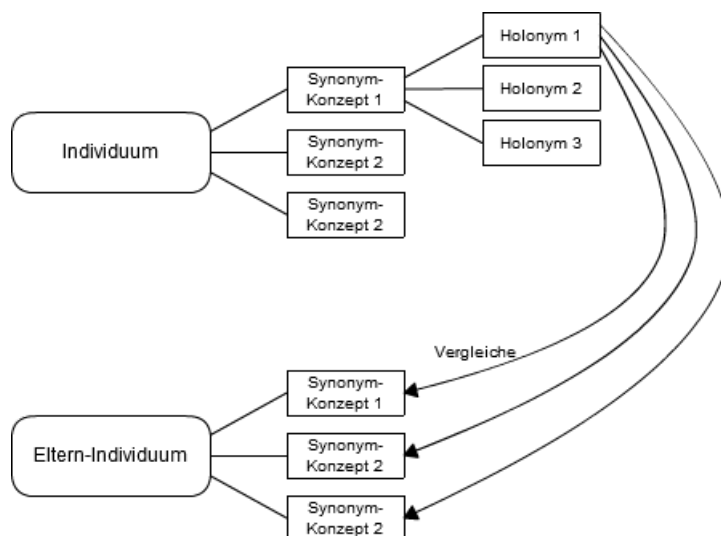 Individuum
Synonym-
Konzept 1
Synonym-
Konzept 2
Synonym-
Konzept 2
Holonym 1
Holonym 2
Holonym 3
Vergleiche
Eltern-Individuum
Synonym-
Konzept 1
Synonym-
Konzept 2
Synonym-
Konzept 2